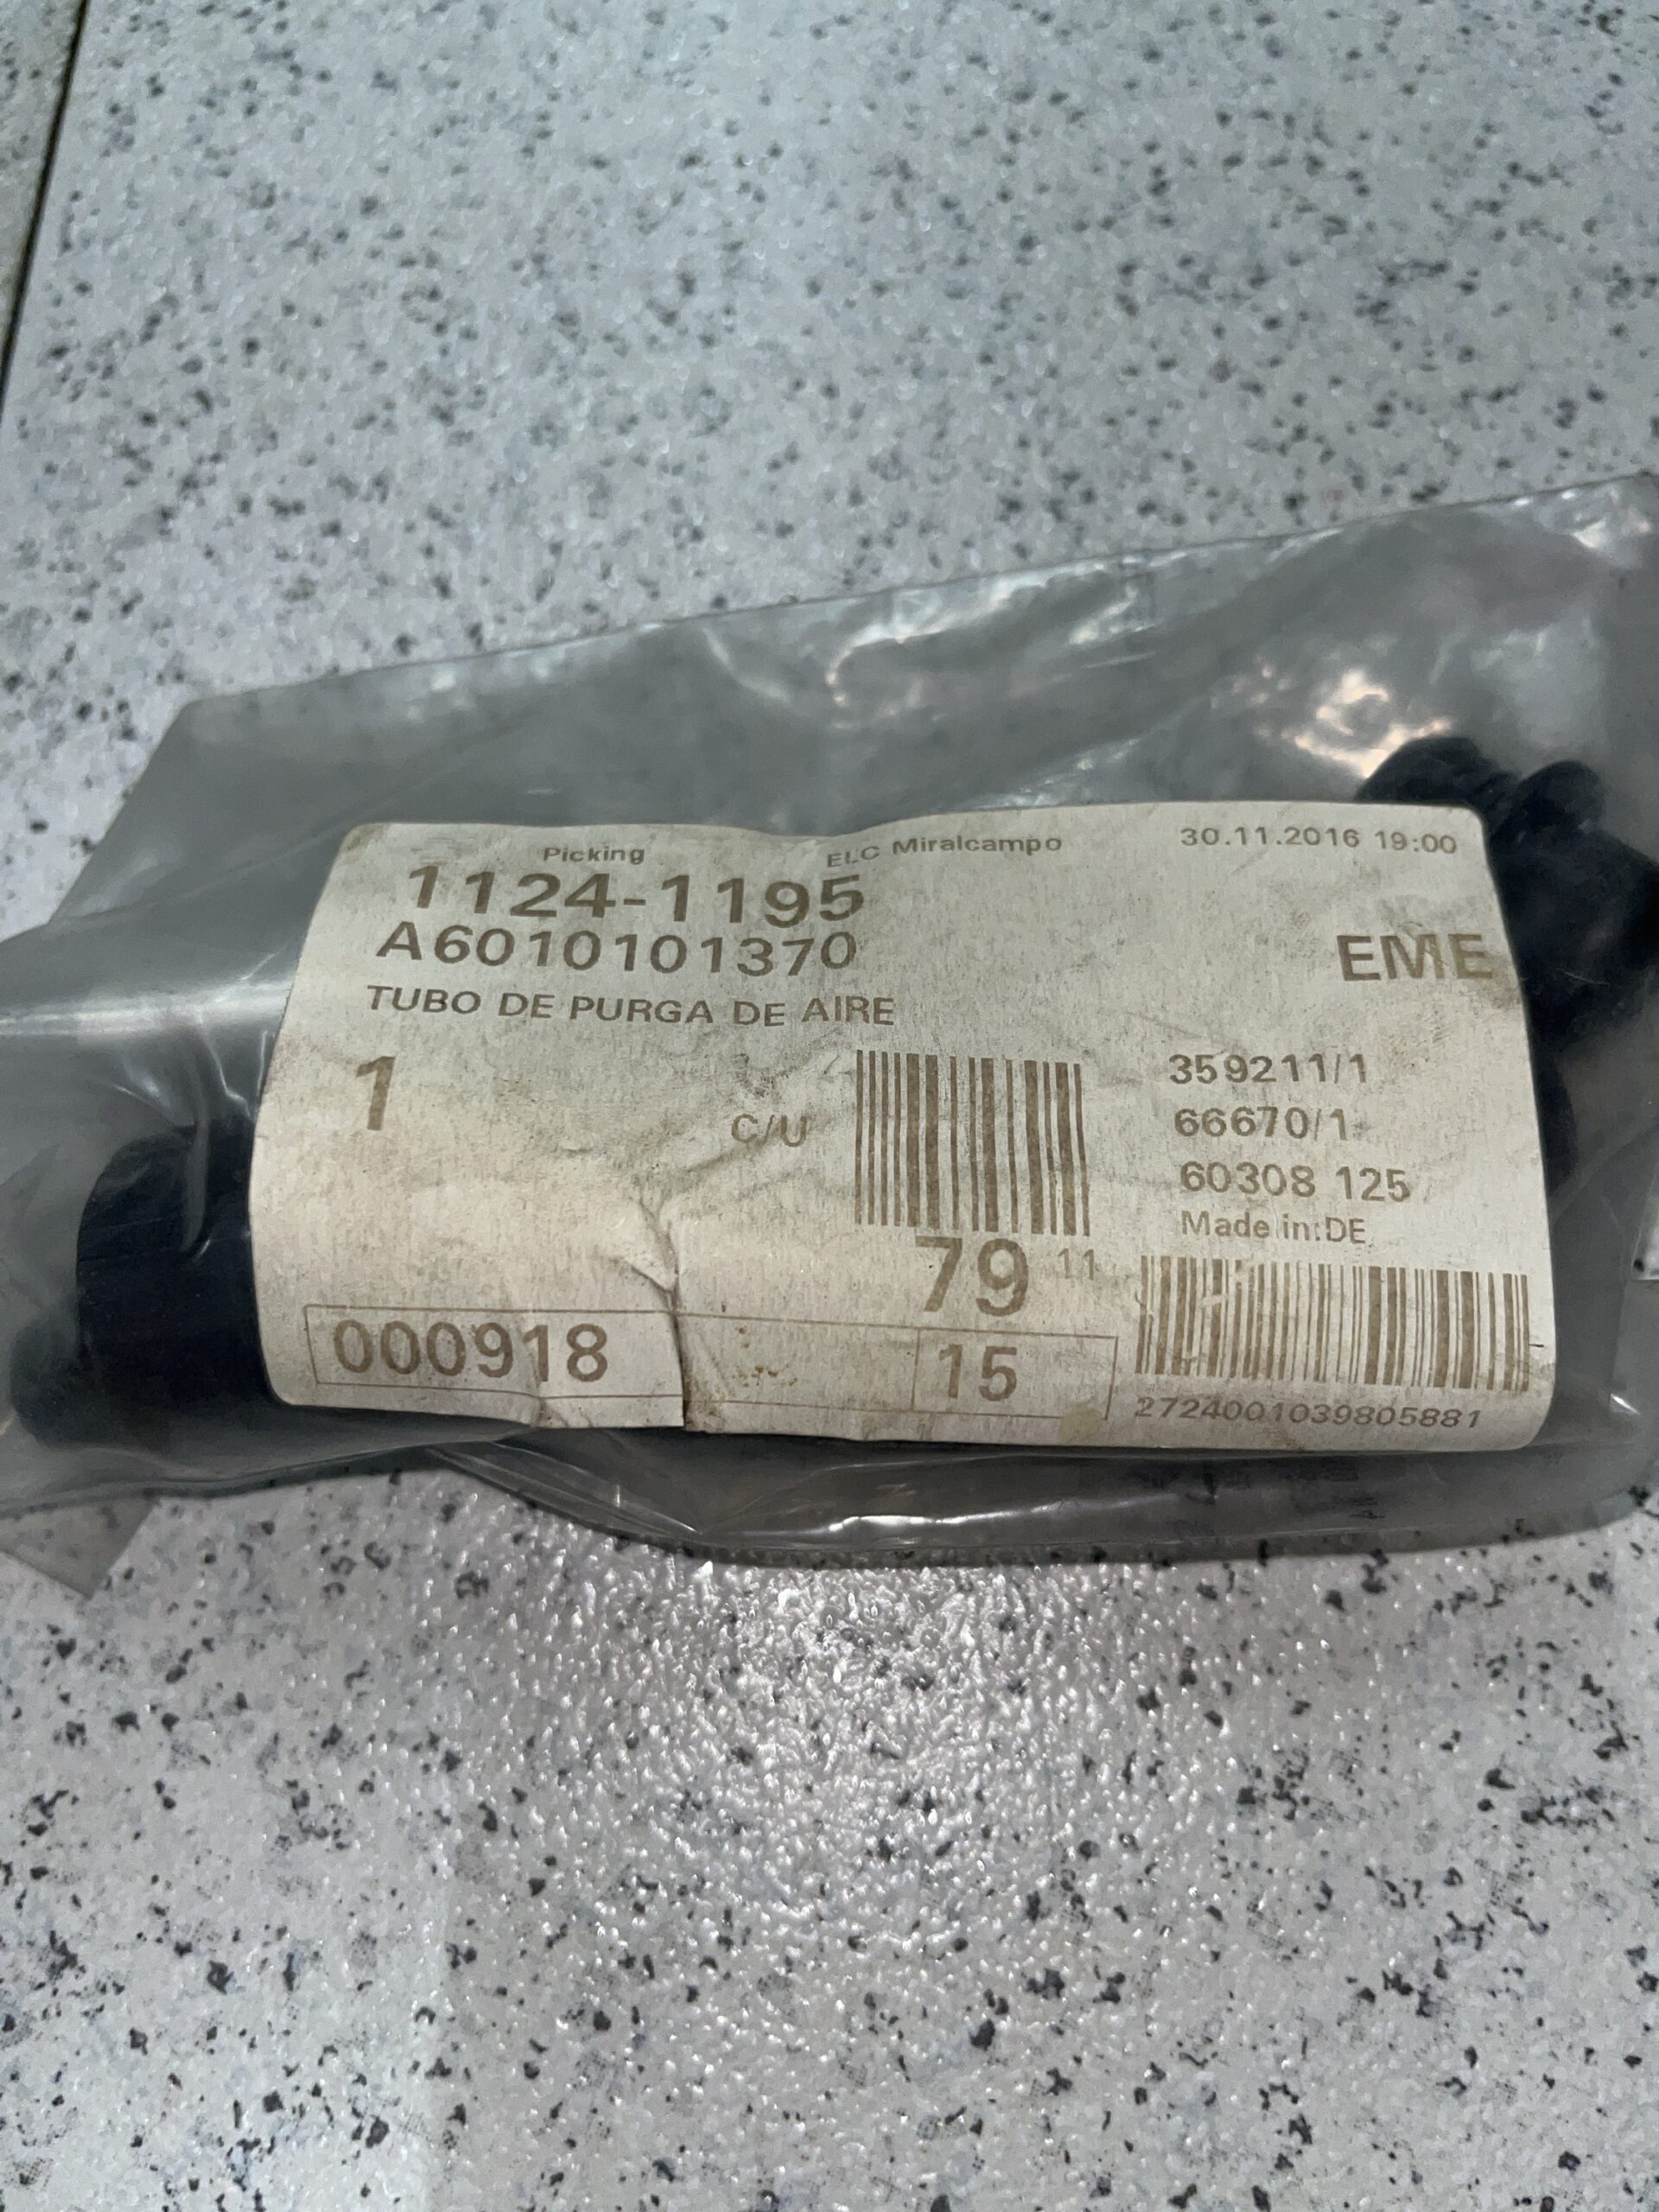 Picking ELC Miralcampo 30.11.2016 19:00
1124-1195
A6010101370 EME
TUBO DE PURGA DE AIRE
1 C/U
359211/1
66670/1
60308 125
Made in:DE
79 11
000918 15
2724001039805881